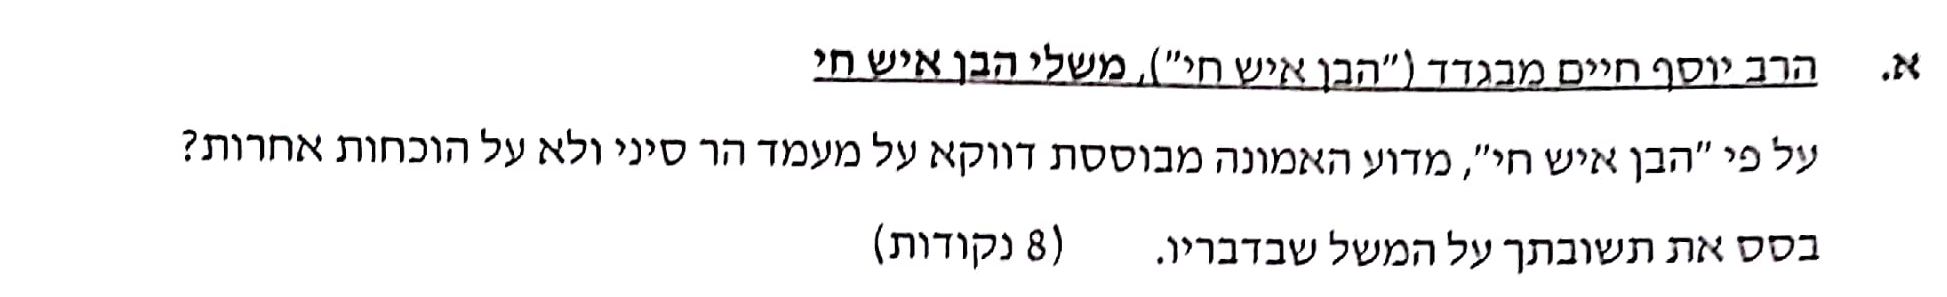 א. הרב יוסף חיים מבגדד ("הבן איש חי"), משלי הבן איש חי
על פי "הבן איש חי", מדוע האמונה מבוססת דווקא על מעמד הר סיני ולא על הוכחות אחרות?
בסס את תשובתך על המשל שבדבריו. (8 נקודות)